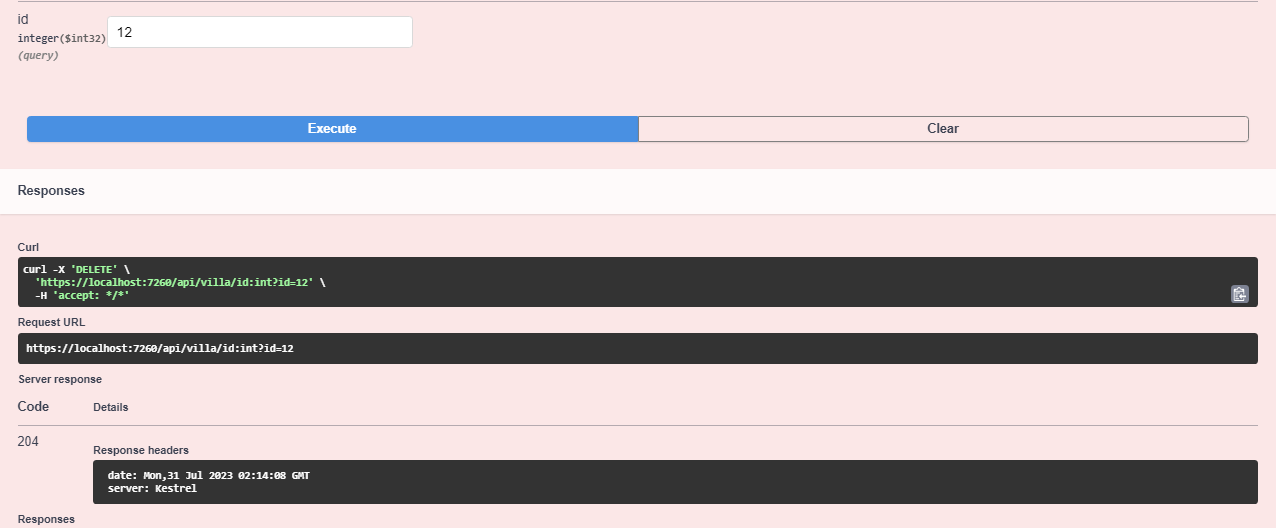 id
integer($int32)
12
(query)
Execute
Clear
Responses
Curl
curl -X 'DELETE' \
'https://localhost:7260/api/villa/id:int?id=12' \
-H 'accept: */*'
Request URL
https://localhost:7260/api/villa/id:int?id=12
Server response
Code
Details
204
Response headers
date: Mon,31 Jul 2023 02:14:08 GMT
server: Kestrel
Responses